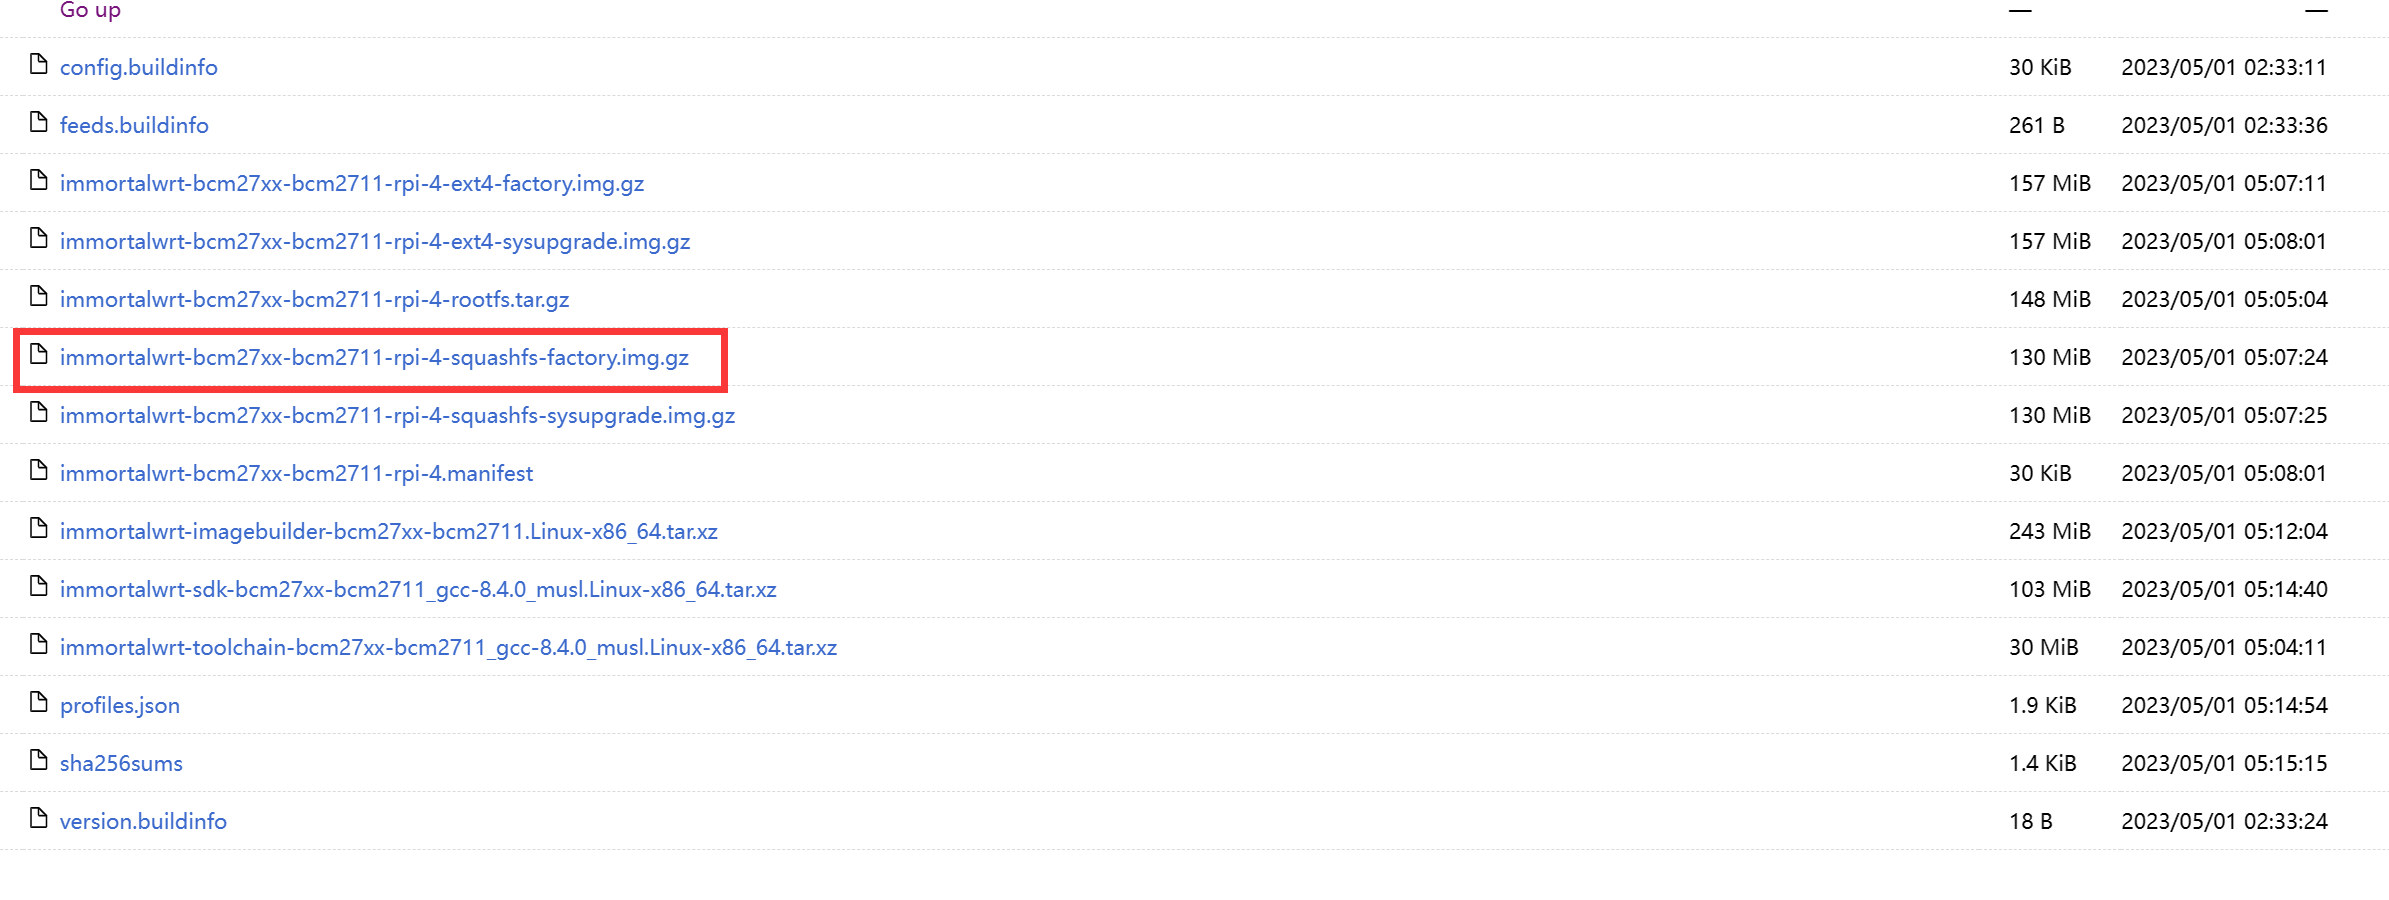 Go up — —
config.buildinfo 30 KiB 2023/05/01 02:33:11
feeds.buildinfo 261 B 2023/05/01 02:33:36
immortalwrt-bcm27xx-bcm2711-rpi-4-ext4-factory.img.gz 157 MiB 2023/05/01 05:07:11
immortalwrt-bcm27xx-bcm2711-rpi-4-ext4-sysupgrade.img.gz 157 MiB 2023/05/01 05:08:01
immortalwrt-bcm27xx-bcm2711-rpi-4-rootfs.tar.gz 148 MiB 2023/05/01 05:05:04
immortalwrt-bcm27xx-bcm2711-rpi-4-squashfs-factory.img.gz 130 MiB 2023/05/01 05:07:24
immortalwrt-bcm27xx-bcm2711-rpi-4-squashfs-sysupgrade.img.gz 130 MiB 2023/05/01 05:07:25
immortalwrt-bcm27xx-bcm2711-rpi-4.manifest 30 KiB 2023/05/01 05:08:01
immortalwrt-imagebuilder-bcm27xx-bcm2711.Linux-x86_64.tar.xz 243 MiB 2023/05/01 05:12:04
immortalwrt-sdk-bcm27xx-bcm2711_gcc-8.4.0_musl.Linux-x86_64.tar.xz 103 MiB 2023/05/01 05:14:40
immortalwrt-toolchain-bcm27xx-bcm2711_gcc-8.4.0_musl.Linux-x86_64.tar.xz 30 MiB 2023/05/01 05:04:11
profiles.json 1.9 KiB 2023/05/01 05:14:54
sha256sums 1.4 KiB 2023/05/01 05:15:15
version.buildinfo 18 B 2023/05/01 02:33:24